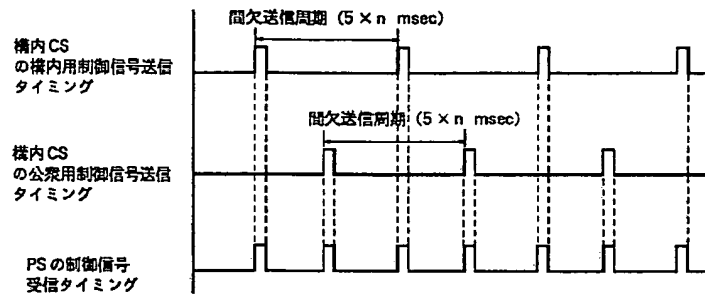 間欠送信周期（5×n msec）
構内CS
の構内用制御信号送信
タイミング
間欠送信周期（5×n msec）
構内CS
の公衆用制御信号送信
タイミング
PSの制御信号
受信タイミング